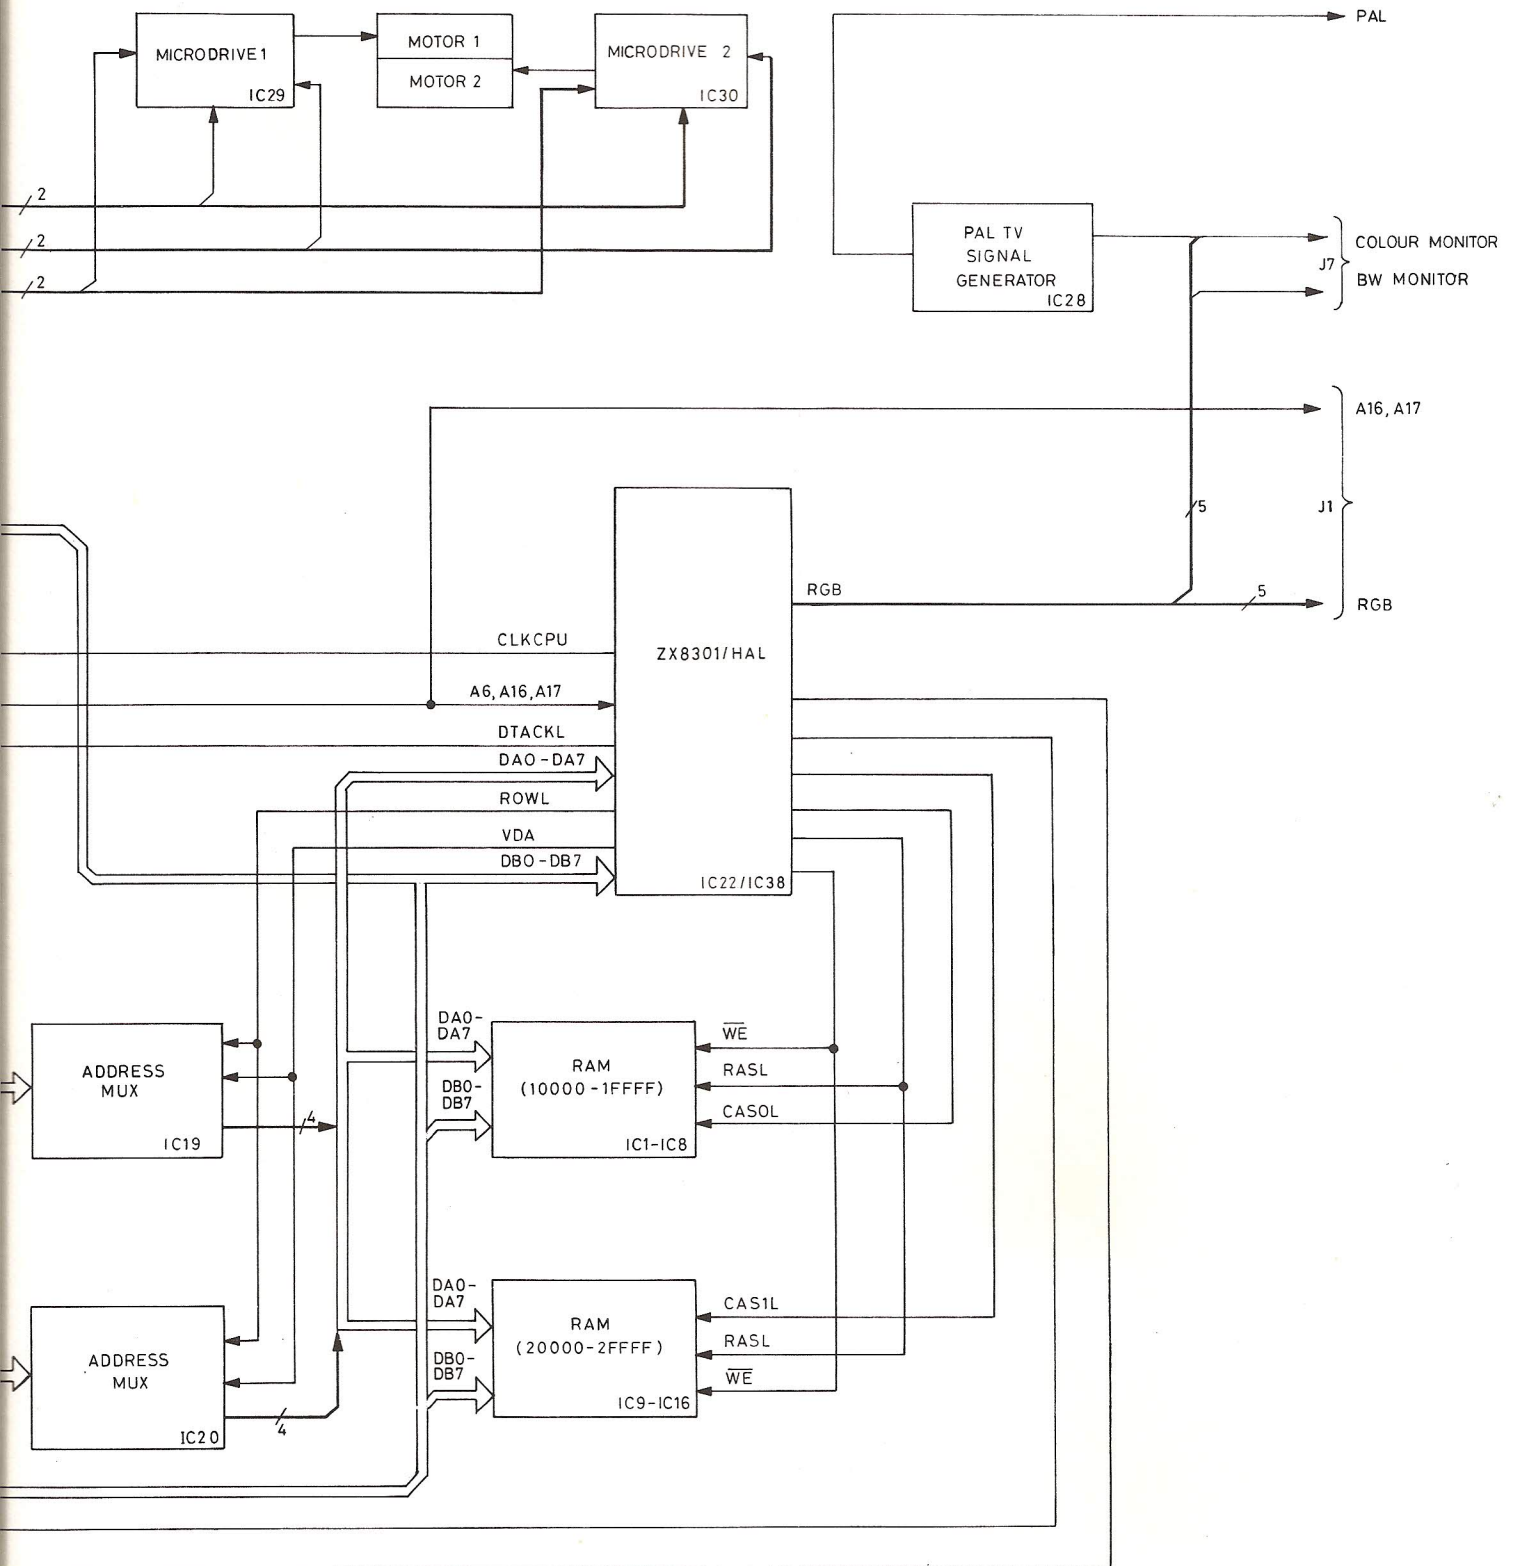 MICRODRIVE 1
IC29
MOTOR 1
MOTOR 2
MICRODRIVE 2
IC30
PAL
2
2
2
PAL TV
SIGNAL
GENERATOR
IC28
COLOUR MONITOR
J7
BW MONITOR
A16, A17
5
J1
RGB
5
RGB
CLKCPU
ZX8301/HAL
A6, A16, A17
DTACKL
DA0-DA7
ROWL
VDA
DB0-DB7
IC22/IC38
ADDRESS
MUX
IC19
4
DA0-
DA7
DB0-
DB7
RAM
(10000-1FFFF)
IC1-IC8
WE
RASL
CAS0L
ADDRESS
MUX
IC20
4
DA0-
DA7
DB0-
DB7
RAM
(20000-2FFFF)
IC9-IC16
CAS1L
RASL
WE